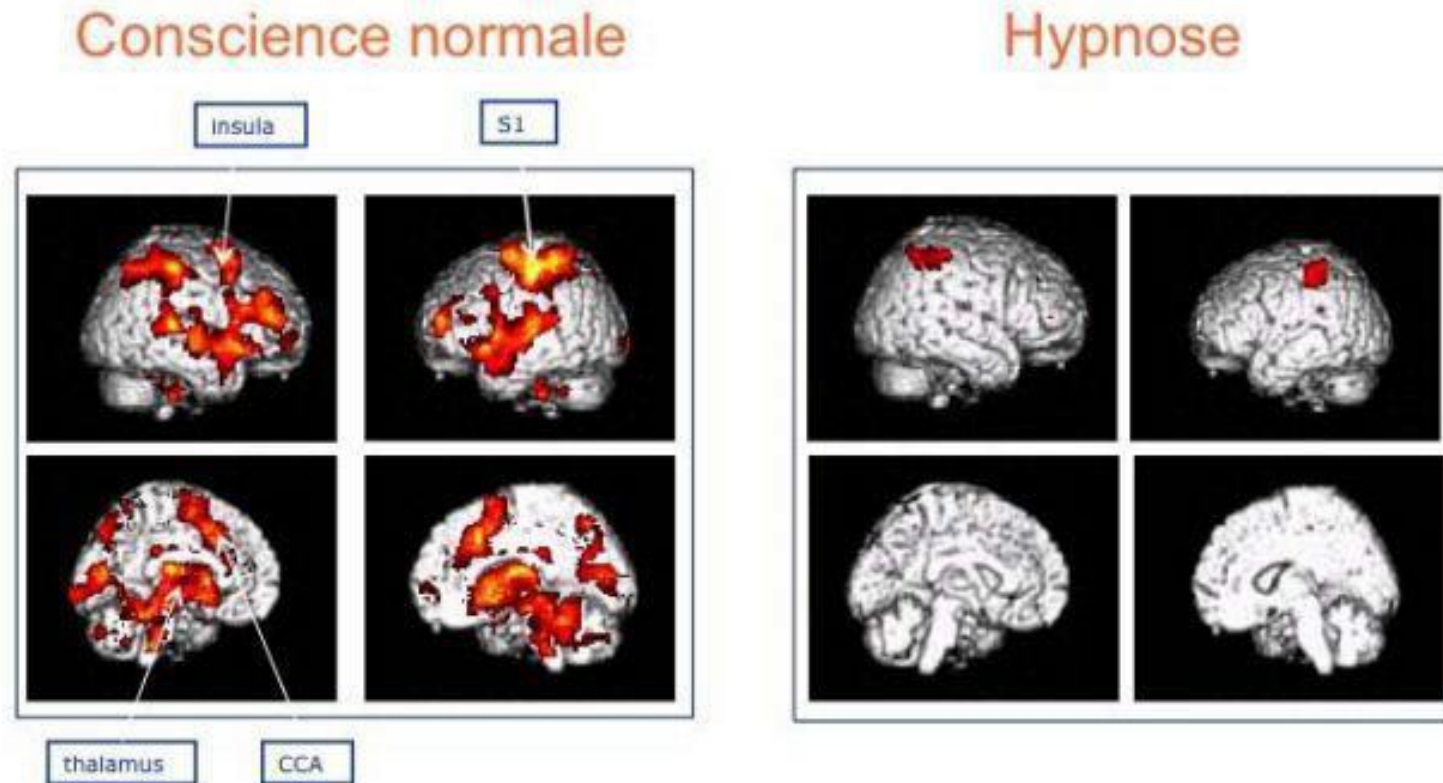 Conscience normale
Hypnose
insula
S1
thalamus
CCA